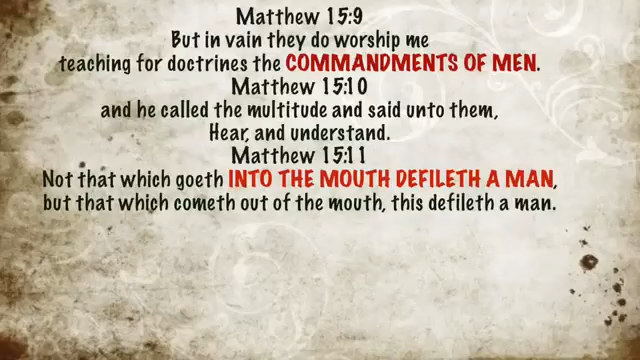 Matthew 15:9
But in vain they do worship me
teaching for doctrines the COMMANDMENTS OF MEN.
Matthew 15:10
and he called the multitude and said unto them,
Hear, and understand.
Matthew 15:11
Not that which goeth INTO THE MOUTH DEFILETH A MAN,
but that which cometh out of the mouth, this defileth a man.